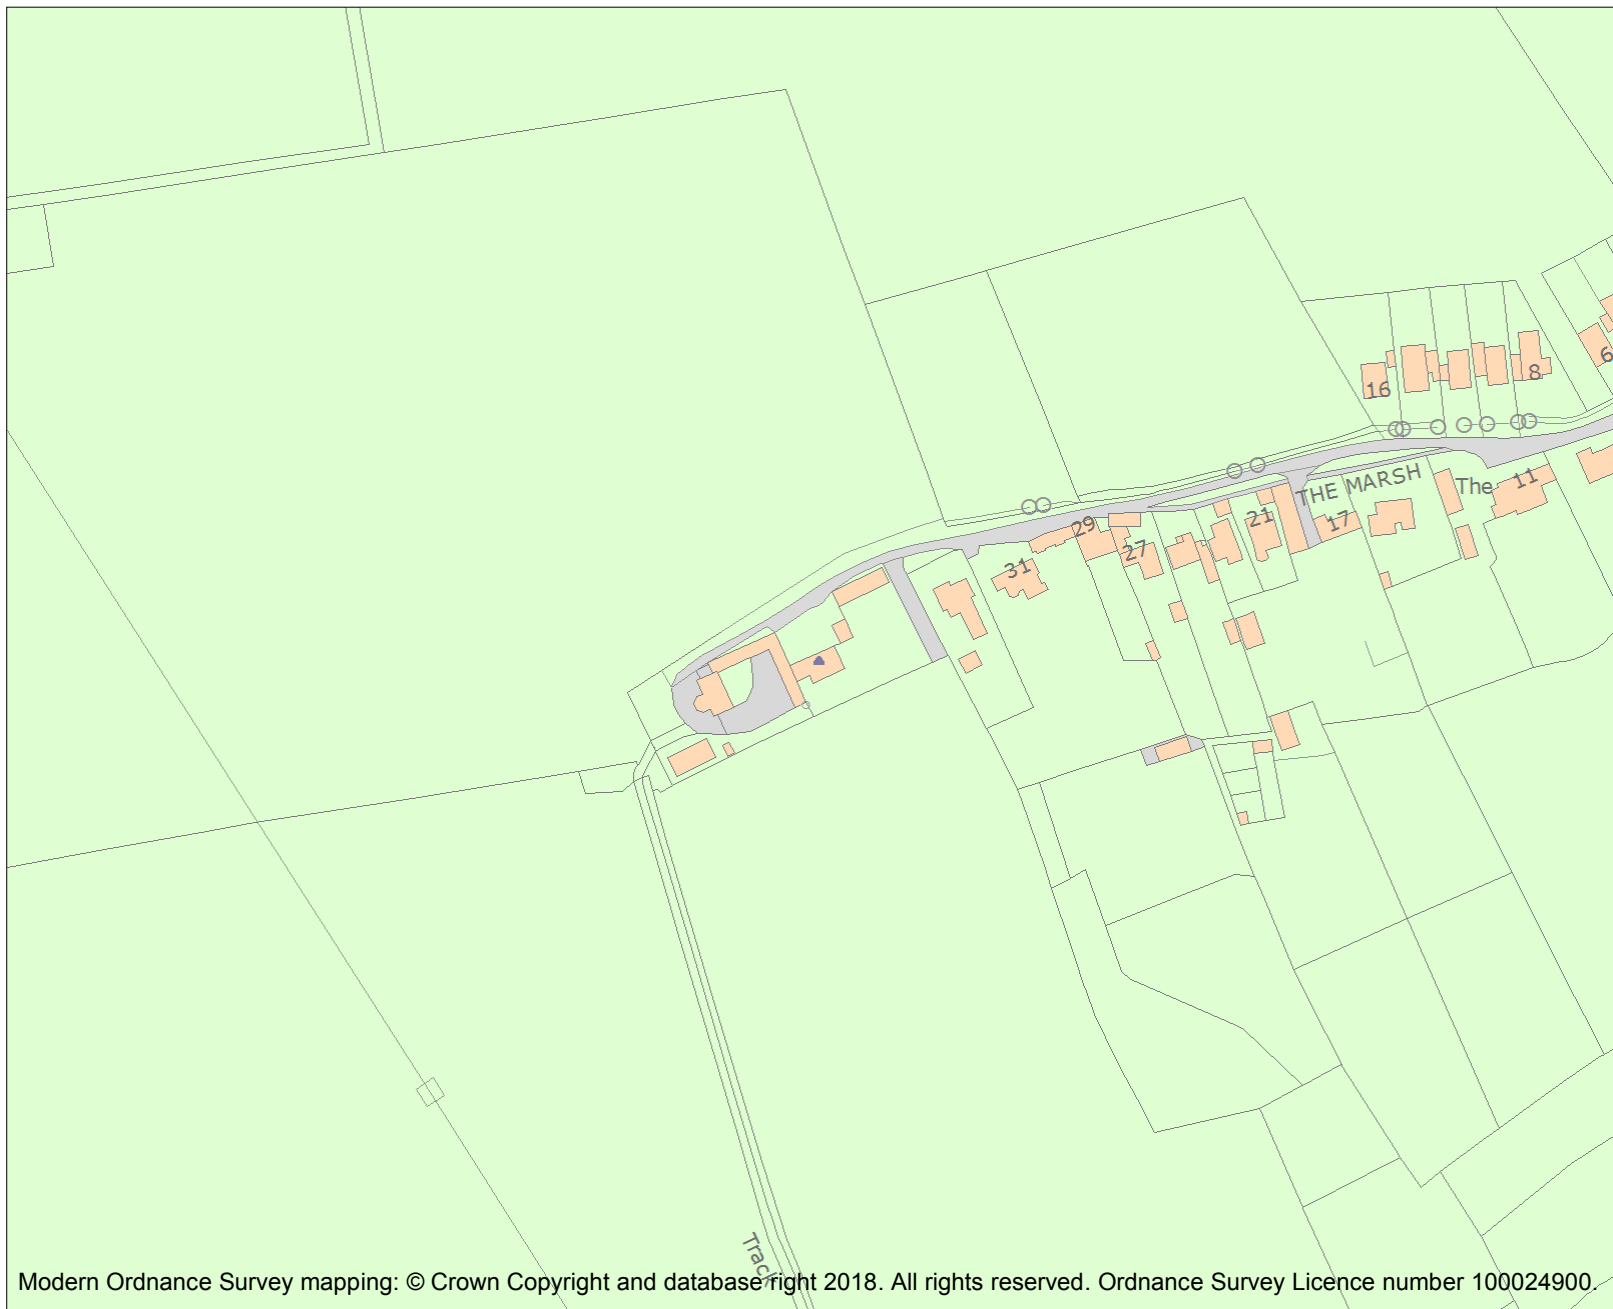 6
8
16
THE MARSH
The
11
17
21
29
27
31
Track
Modern Ordnance Survey mapping: © Crown Copyright and database right 2018. All rights reserved. Ordnance Survey Licence number 100024900.